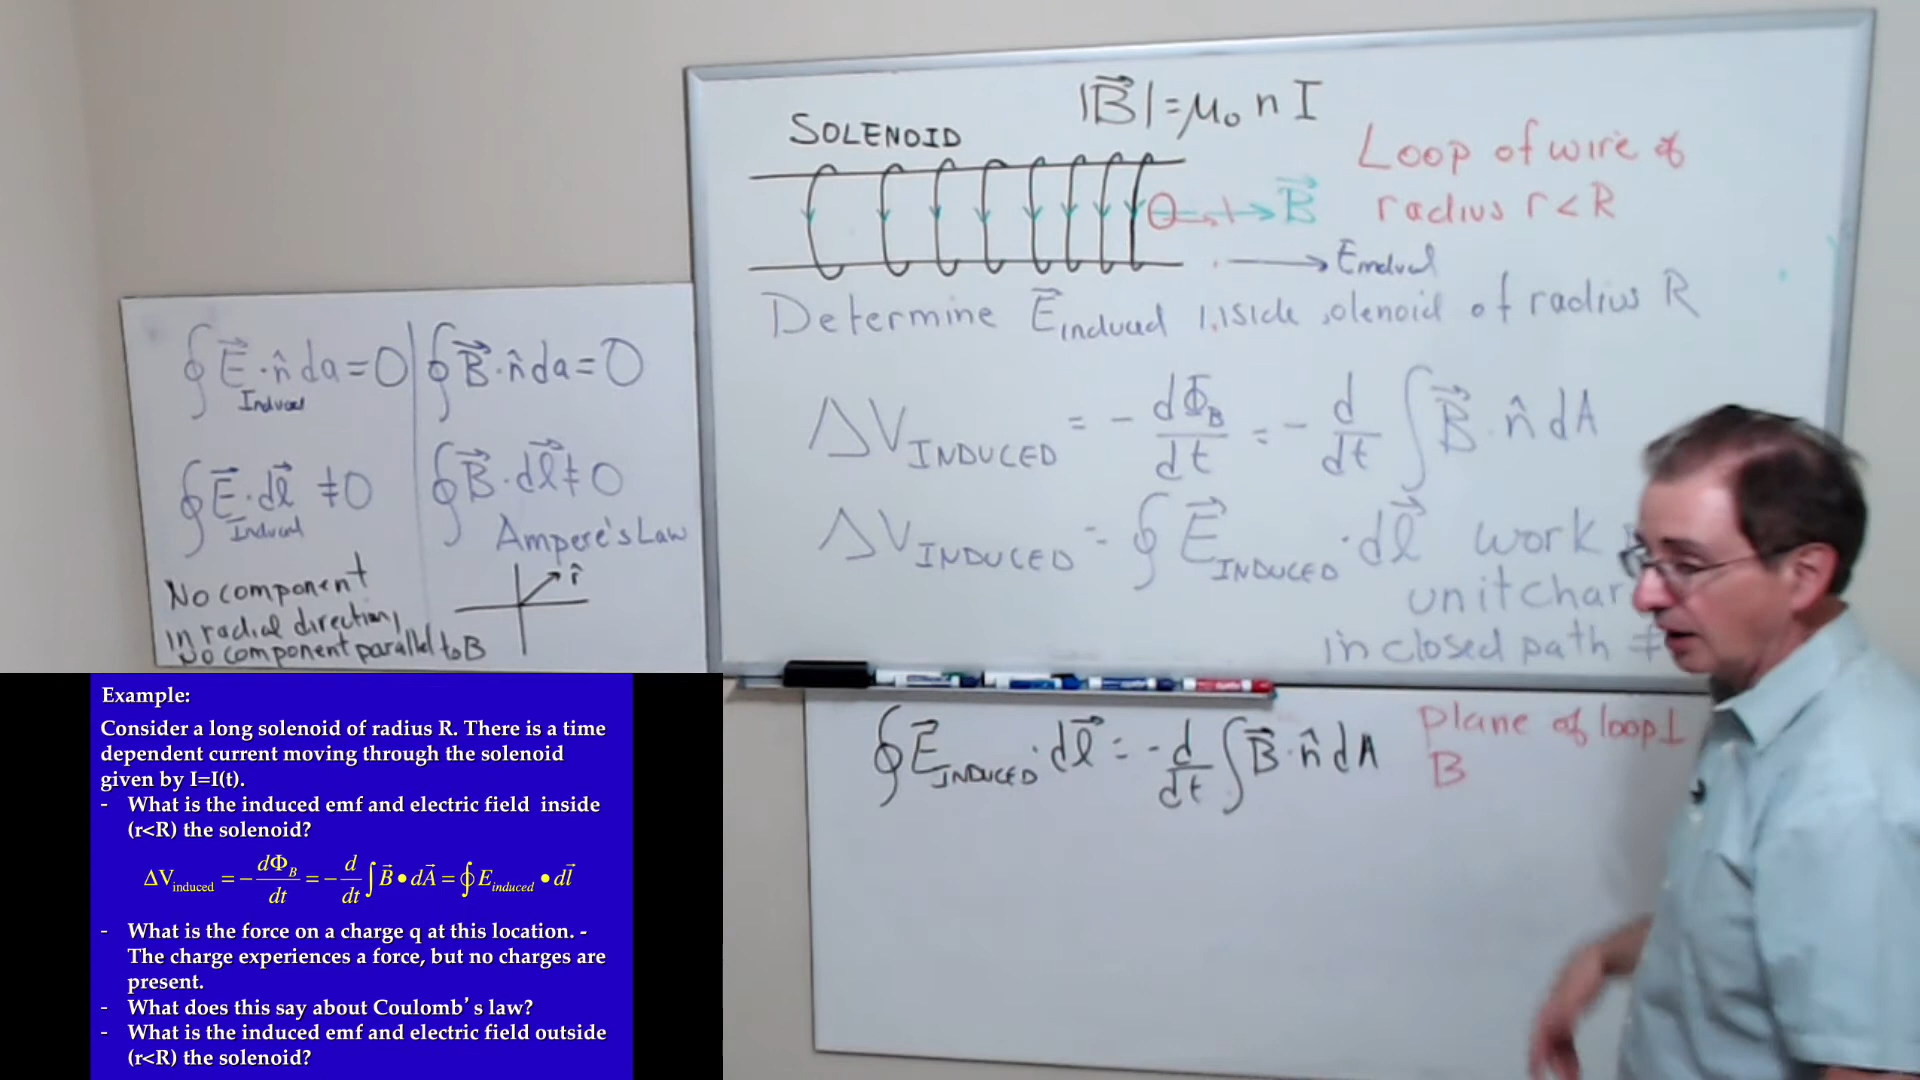 SOLENOID
|B⃗| = μ₀ n I
Loop of wire of
radius r < R
B⃗
Determine E⃗induced solenoid of radius R
ΔV INDUCED = - dΦB/dt = - d/dt ∫ B⃗ · n̂ dA
ΔV INDUCED = ∮ E⃗ INDUCED · dl⃗ work
unit
in closed path ≠
∮ E⃗ · n̂ da = 0
Induced
∮ B⃗ · n̂ da = 0
∮ E⃗ · dl⃗ ≠ 0
Induced
∮ B⃗ · dl⃗ ≠ 0
Ampere's Law
No component
in radial direction,
No component parallel to B
r̂
∮ E⃗ INDUCED · dl⃗ = - d/dt ∫ B⃗ · n̂ dA
plane of loop ⊥
B
Example:
Consider a long solenoid of radius R. There is a time
dependent current moving through the solenoid
given by I=I(t).
- What is the induced emf and electric field inside
(r<R) the solenoid?
ΔVinduced = - dΦB/dt = - d/dt ∫ B⃗ • dA⃗ = ∮ Einduced • dl⃗
- What is the force on a charge q at this location. -
The charge experiences a force, but no charges are
present.
- What does this say about Coulomb's law?
- What is the induced emf and electric field outside
(r<R) the solenoid?